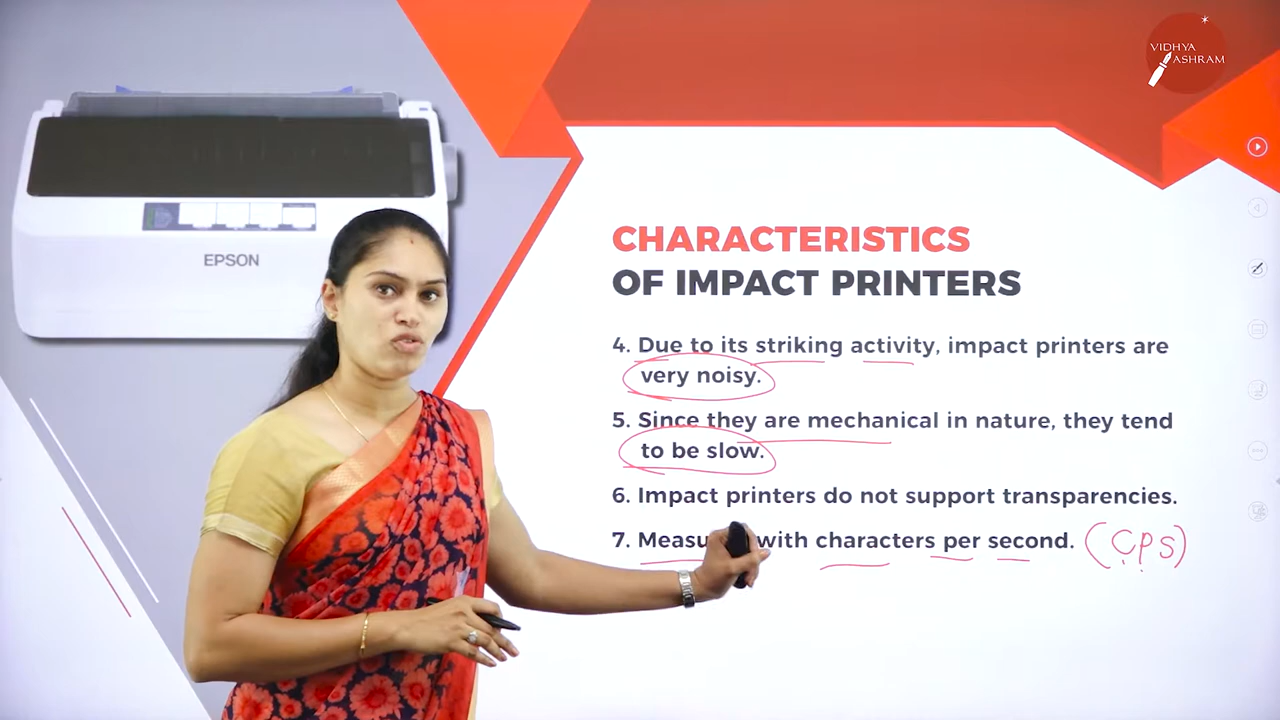 VIDHYA
ASHRAM
EPSON
CHARACTERISTICS
OF IMPACT PRINTERS
4. Due to its striking activity, impact printers are
very noisy.
5. Since they are mechanical in nature, they tend
to be slow.
6. Impact printers do not support transparencies.
7. with characters per second. (CPS)